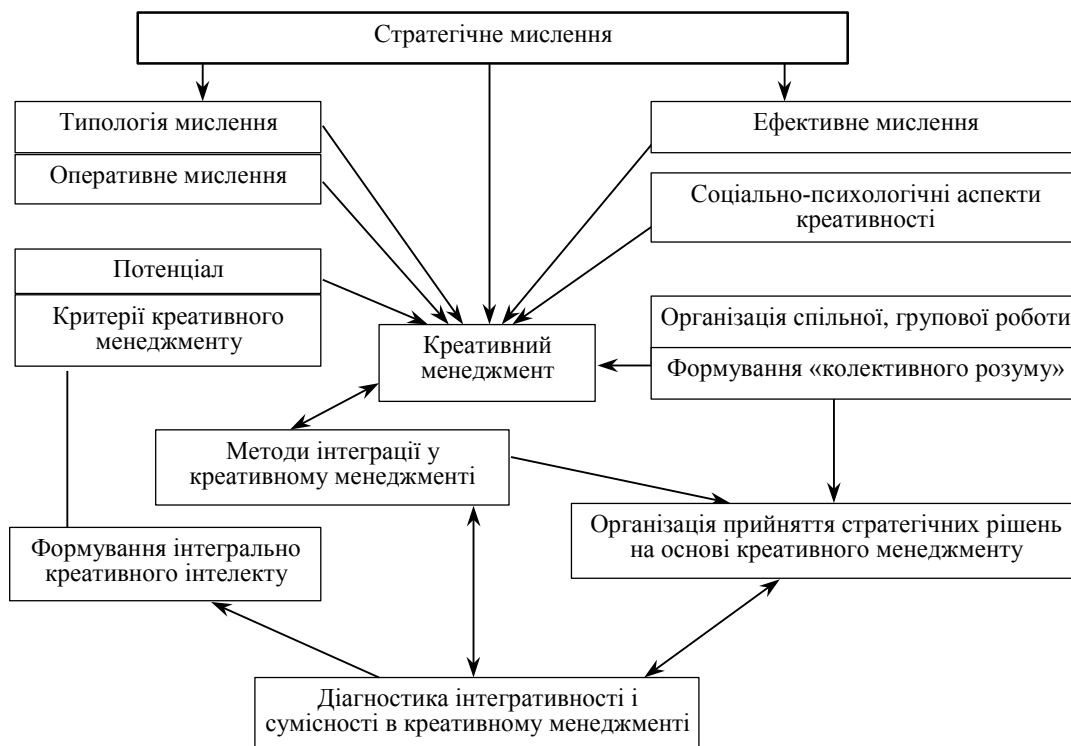 Стратегічне мислення
Типологія мислення
Ефективне мислення
Оперативне мислення
Соціально-психологічні аспекти
креативності
Потенціал
Критерії креативного
менеджменту
Організація спільної, групової роботи
Формування «колективного розуму»
Креативний
менеджмент
Методи інтеграції у
креативному менеджменті
Організація прийняття стратегічних рішень
на основі креативного менеджменту
Формування інтегрально
креативного інтелекту
Діагностика інтегративності і
сумісності в креативному менеджменті